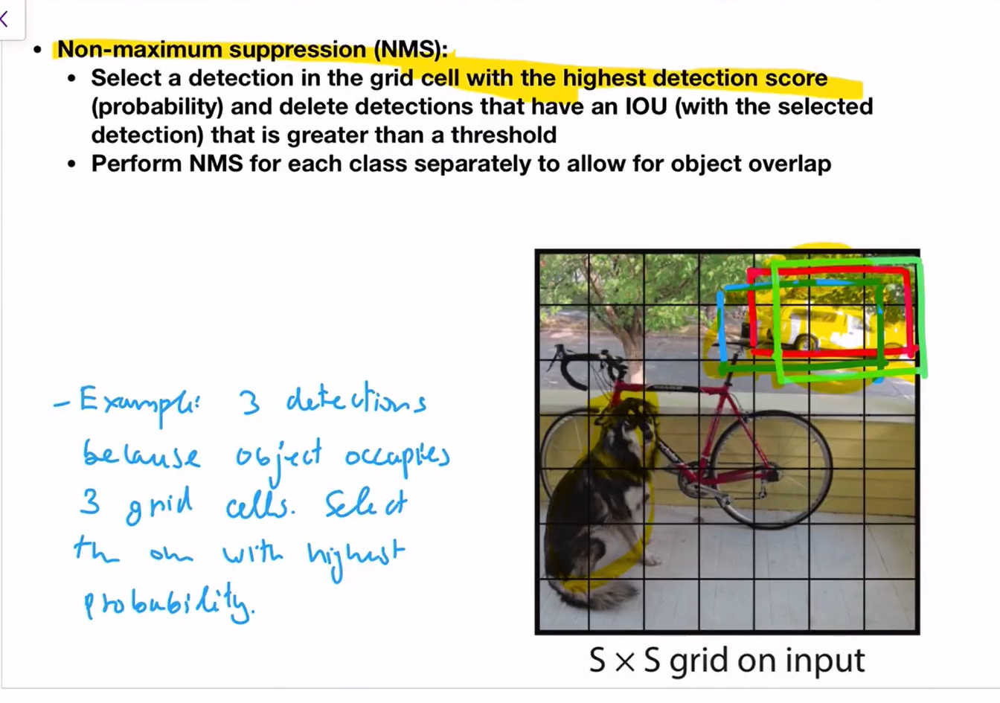 • Non-maximum suppression (NMS):
• Select a detection in the grid cell with the highest detection score
(probability) and delete detections that have an IOU (with the selected
detection) that is greater than a threshold
• Perform NMS for each class separately to allow for object overlap
- Example: 3 detections
because object occupies
3 grid cells. Select
the one with highest
probability.
S × S grid on input